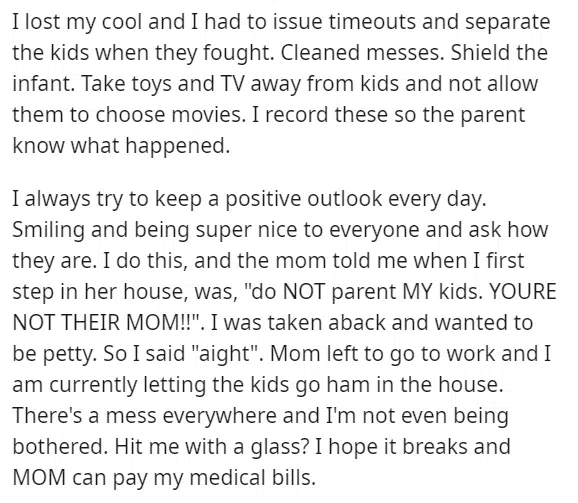 I lost my cool and I had to issue timeouts and separate
the kids when they fought. Cleaned messes. Shield the
infant. Take toys and TV away from kids and not allow
them to choose movies. I record these so the parent
know what happened.
I always try to keep a positive outlook every day.
Smiling and being super nice to everyone and ask how
they are. I do this, and the mom told me when I first
step in her house, was, "do NOT parent MY kids. YOURE
NOT THEIR MOM!!". I was taken aback and wanted to
be petty. So I said "aight". Mom left to go to work and I
am currently letting the kids go ham in the house.
There's a mess everywhere and I'm not even being
bothered. Hit me with a glass? I hope it breaks and
MOM can pay my medical bills.